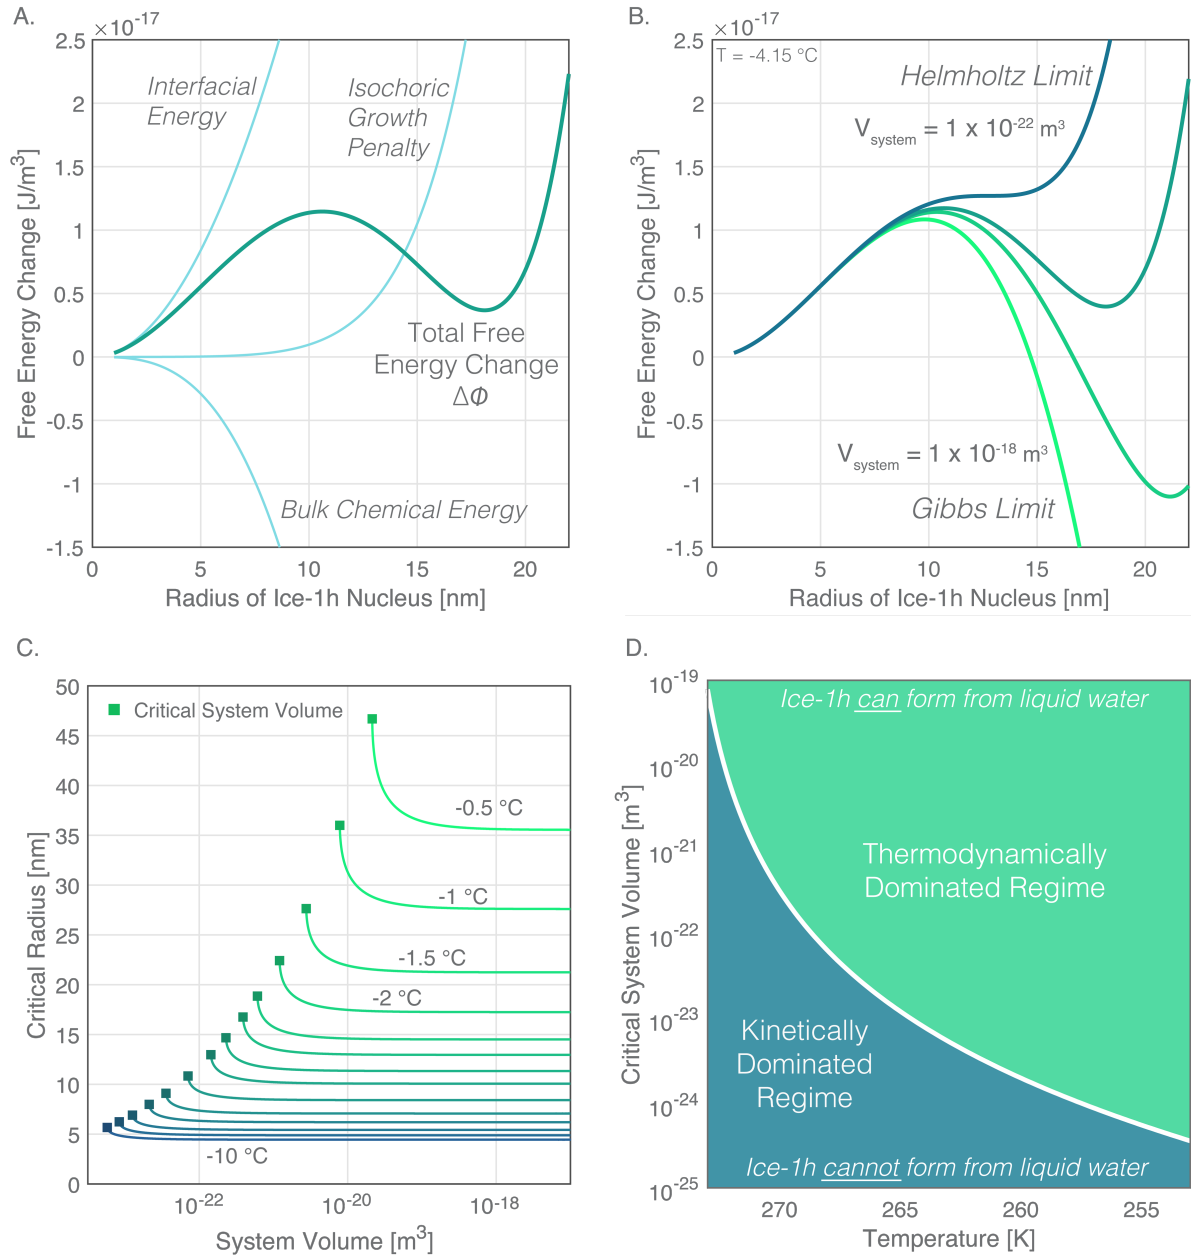 A.
×10⁻¹⁷
2.5
2
1.5
1
0.5
0
-0.5
-1
-1.5
Free Energy Change [J/m³]
Interfacial
Energy
Isochoric
Growth
Penalty
Total Free
Energy Change
ΔΦ
Bulk Chemical Energy
0
5
10
15
20
Radius of Ice-1h Nucleus [nm]
B.
×10⁻¹⁷
2.5
2
1.5
1
0.5
0
-0.5
-1
-1.5
Free Energy Change [J/m³]
T = -4.15 °C
Helmholtz Limit
V_system = 1 x 10⁻²² m³
V_system = 1 x 10⁻¹⁸ m³
Gibbs Limit
0
5
10
15
20
Radius of Ice-1h Nucleus [nm]
C.
50
45
40
35
30
25
20
15
10
5
0
Critical Radius [nm]
Critical System Volume
-0.5 °C
-1 °C
-1.5 °C
-2 °C
-10 °C
10⁻²²
10⁻²⁰
10⁻¹⁸
System Volume [m³]
D.
10⁻¹⁹
10⁻²⁰
10⁻²¹
10⁻²²
10⁻²³
10⁻²⁴
10⁻²⁵
Critical System Volume [m³]
Ice-1h can form from liquid water
Thermodynamically
Dominated Regime
Kinetically
Dominated
Regime
Ice-1h cannot form from liquid water
270
265
260
255
Temperature [K]